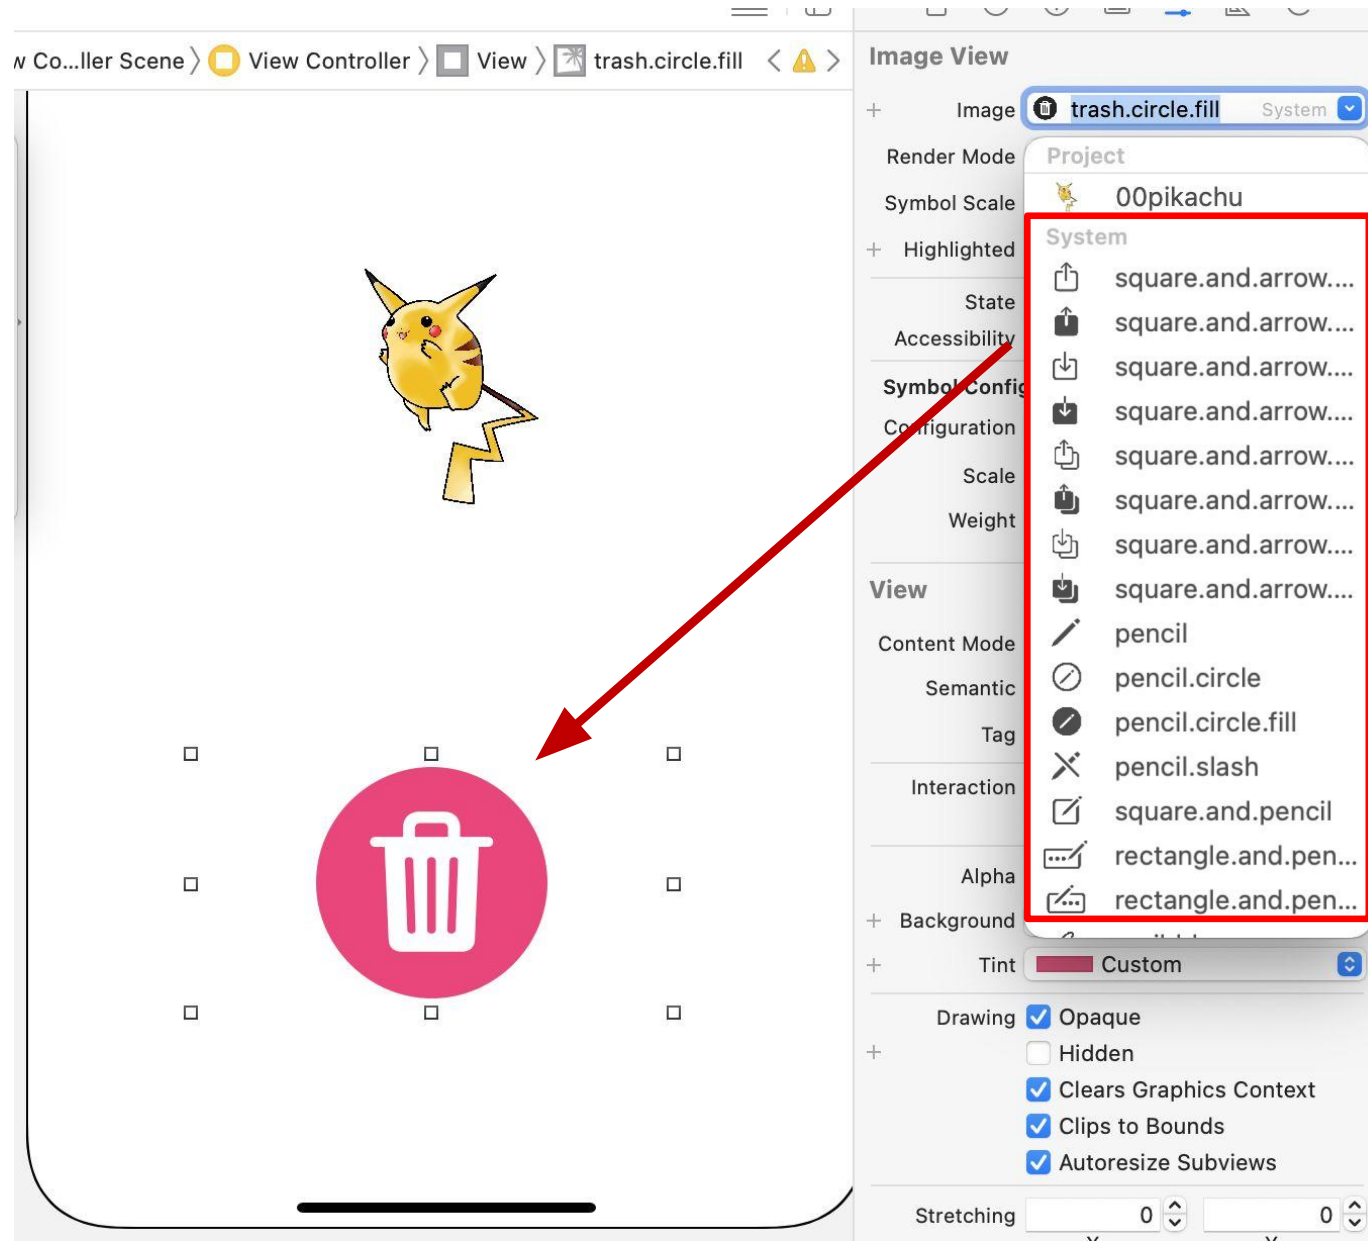 w Co...ller Scene View Controller View trash.circle.fill
Image View
Image trash.circle.fill System
Render Mode
Project
Symbol Scale
00pikachu
System
Highlighted
square.and.arrow....
State
square.and.arrow....
Accessibility
square.and.arrow....
Symbol Config
square.and.arrow....
Configuration
square.and.arrow....
Scale
square.and.arrow....
Weight
square.and.arrow....
View
square.and.arrow....
Content Mode
pencil
Semantic
pencil.circle
Tag
pencil.circle.fill
pencil.slash
Interaction
square.and.pencil
rectangle.and.pen...
Alpha
rectangle.and.pen...
Background
Tint Custom
Drawing Opaque
Hidden
Clears Graphics Context
Clips to Bounds
Autoresize Subviews
Stretching 0 0